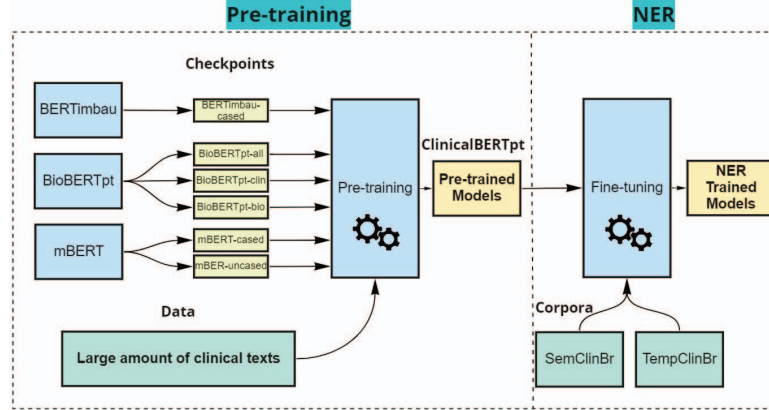 Pre-training
NER
Checkpoints
BERTimbau
BERTimbau-
cased
BioBERTpt
BioBERTpt-all
BioBERTpt-clin
BioBERTpt-bio
mBERT
mBERT-cased
mBER-uncased
Pre-training
ClinicalBERTpt
Pre-trained
Models
Fine-tuning
NER
Trained
Models
Data
Large amount of clinical texts
Corpora
SemClinBr
TempClinBr